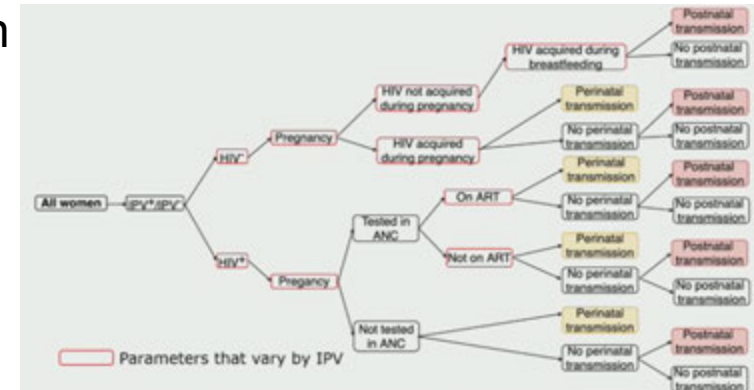 n
Postnatal
transmission
HIV acquired during
breastfeeding
No postnatal
transmission
HIV not acquired
during pregnancy
Perinatal
transmission
Postnatal
transmission
Pregnancy
HIV acquired
during pregnancy
No perinatal
transmission
No postnatal
transmission
HIV-
Perinatal
transmission
Postnatal
transmission
All women
IPV+/IPV-
On ART
No perinatal
transmission
No postnatal
transmission
Tested in
ANC
Perinatal
transmission
Postnatal
transmission
HIV+
Not on ART
Pregancy
No perinatal
transmission
No postnatal
transmission
Perinatal
transmission
Not tested
in ANC
Postnatal
transmission
No perinatal
transmission
No postnatal
transmission
Parameters that vary by IPV